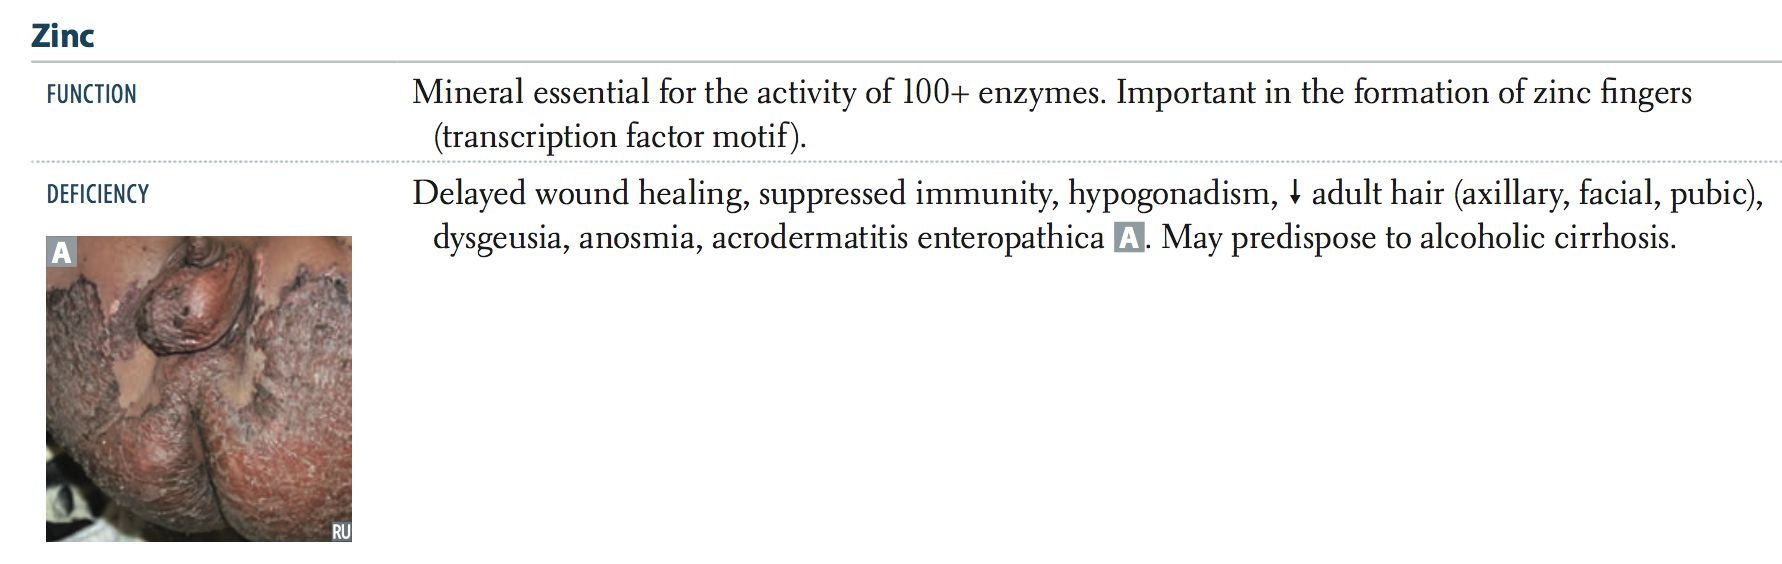 Zinc
FUNCTION
Mineral essential for the activity of 100+ enzymes. Important in the formation of zinc fingers
(transcription factor motif).
DEFICIENCY
Delayed wound healing, suppressed immunity, hypogonadism, ↓ adult hair (axillary, facial, pubic),
dysgeusia, anosmia, acrodermatitis enteropathica A. May predispose to alcoholic cirrhosis.
A
RU